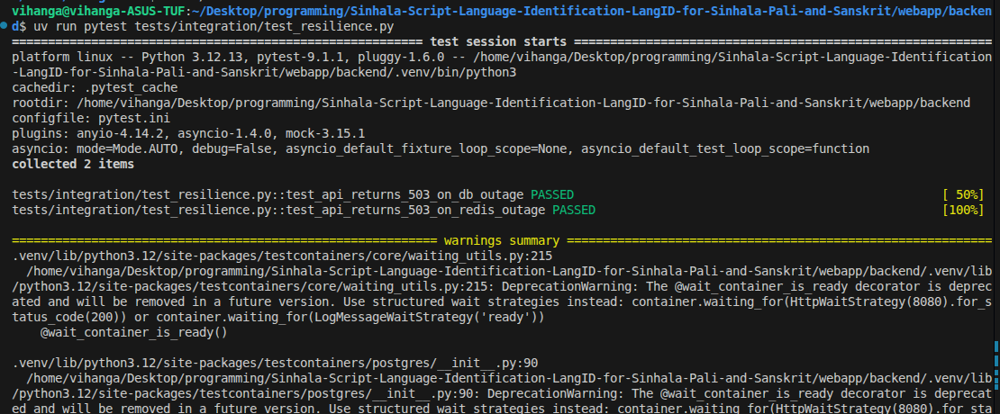 vihanga@vihanga-ASUS-TUF:~/Desktop/programming/Sinhala-Script-Language-Identification-LangID-for-Sinhala-Pali-and-Sanskrit/webapp/backen
d$ uv run pytest tests/integration/test_resilience.py
========================================================= test session starts ==========================================================
platform linux -- Python 3.12.13, pytest-9.1.1, pluggy-1.6.0 -- /home/vihanga/Desktop/programming/Sinhala-Script-Language-Identification
-LangID-for-Sinhala-Pali-and-Sanskrit/webapp/backend/.venv/bin/python3
cachedir: .pytest_cache
rootdir: /home/vihanga/Desktop/programming/Sinhala-Script-Language-Identification-LangID-for-Sinhala-Pali-and-Sanskrit/webapp/backend
configfile: pytest.ini
plugins: anyio-4.14.2, asyncio-1.4.0, mock-3.15.1
asyncio: mode=Mode.AUTO, debug=False, asyncio_default_fixture_loop_scope=None, asyncio_default_test_loop_scope=function
collected 2 items
tests/integration/test_resilience.py::test_api_returns_503_on_db_outage PASSED [ 50%]
tests/integration/test_resilience.py::test_api_returns_503_on_redis_outage PASSED [100%]
=========================================================== warnings summary ===========================================================
.venv/lib/python3.12/site-packages/testcontainers/core/waiting_utils.py:215
/home/vihanga/Desktop/programming/Sinhala-Script-Language-Identification-LangID-for-Sinhala-Pali-and-Sanskrit/webapp/backend/.venv/lib
/python3.12/site-packages/testcontainers/core/waiting_utils.py:215: DeprecationWarning: The @wait_container_is_ready decorator is deprec
ated and will be removed in a future version. Use structured wait strategies instead: container.waiting_for(HttpWaitStrategy(8080).for_s
tatus_code(200)) or container.waiting_for(LogMessageWaitStrategy('ready'))
@wait_container_is_ready()
.venv/lib/python3.12/site-packages/testcontainers/postgres/__init__.py:90
/home/vihanga/Desktop/programming/Sinhala-Script-Language-Identification-LangID-for-Sinhala-Pali-and-Sanskrit/webapp/backend/.venv/lib
/python3.12/site-packages/testcontainers/postgres/__init__.py:90: DeprecationWarning: The @wait_container_is_ready decorator is deprecat
ed and will be removed in a future version. Use structured wait strategies instead: container.waiting_for(HttpWaitStrategy(8080).for_sta